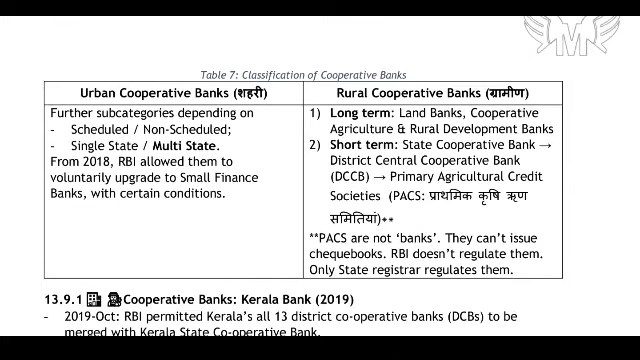 Table 7: Classification of Cooperative Banks
Urban Cooperative Banks (शहरी)
Further subcategories depending on
- Scheduled / Non-Scheduled;
- Single State / Multi State.
From 2018, RBI allowed them to
voluntarily upgrade to Small Finance
Banks, with certain conditions.
Rural Cooperative Banks (ग्रामीण)
1) Long term: Land Banks, Cooperative
Agriculture & Rural Development Banks
2) Short term: State Cooperative Bank →
District Central Cooperative Bank
(DCCB) → Primary Agricultural Credit
Societies (PACS: प्राथमिक कृषि ऋण
समितियां)**
**PACS are not ‘banks’. They can’t issue
chequebooks. RBI doesn’t regulate them.
Only State registrar regulates them.
13.9.1 Cooperative Banks: Kerala Bank (2019)
- 2019-Oct: RBI permitted Kerala’s all 13 district co-operative banks (DCBs) to be
merged with Kerala State Co-operative Bank.